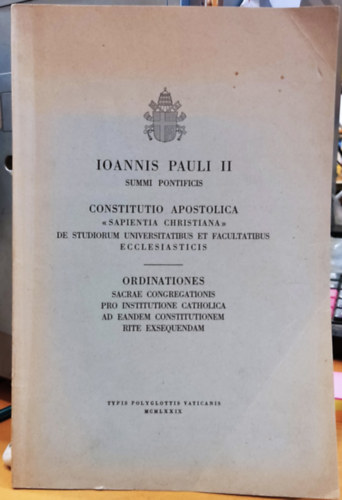 IOANNIS PAULI II
SUMMI PONTIFICIS
CONSTITUTIO APOSTOLICA
«SAPIENTIA CHRISTIANA»
DE STUDIORUM UNIVERSITATIBUS ET FACULTATIBUS
ECCLESIASTICIS
ORDINATIONES
SACRAE CONGREGATIONIS
PRO INSTITUTIONE CATHOLICA
AD EANDEM CONSTITUTIONEM
RITE EXSEQUENDAM
TYPIS POLYGLOTTIS VATICANIS
MCMLXXIX